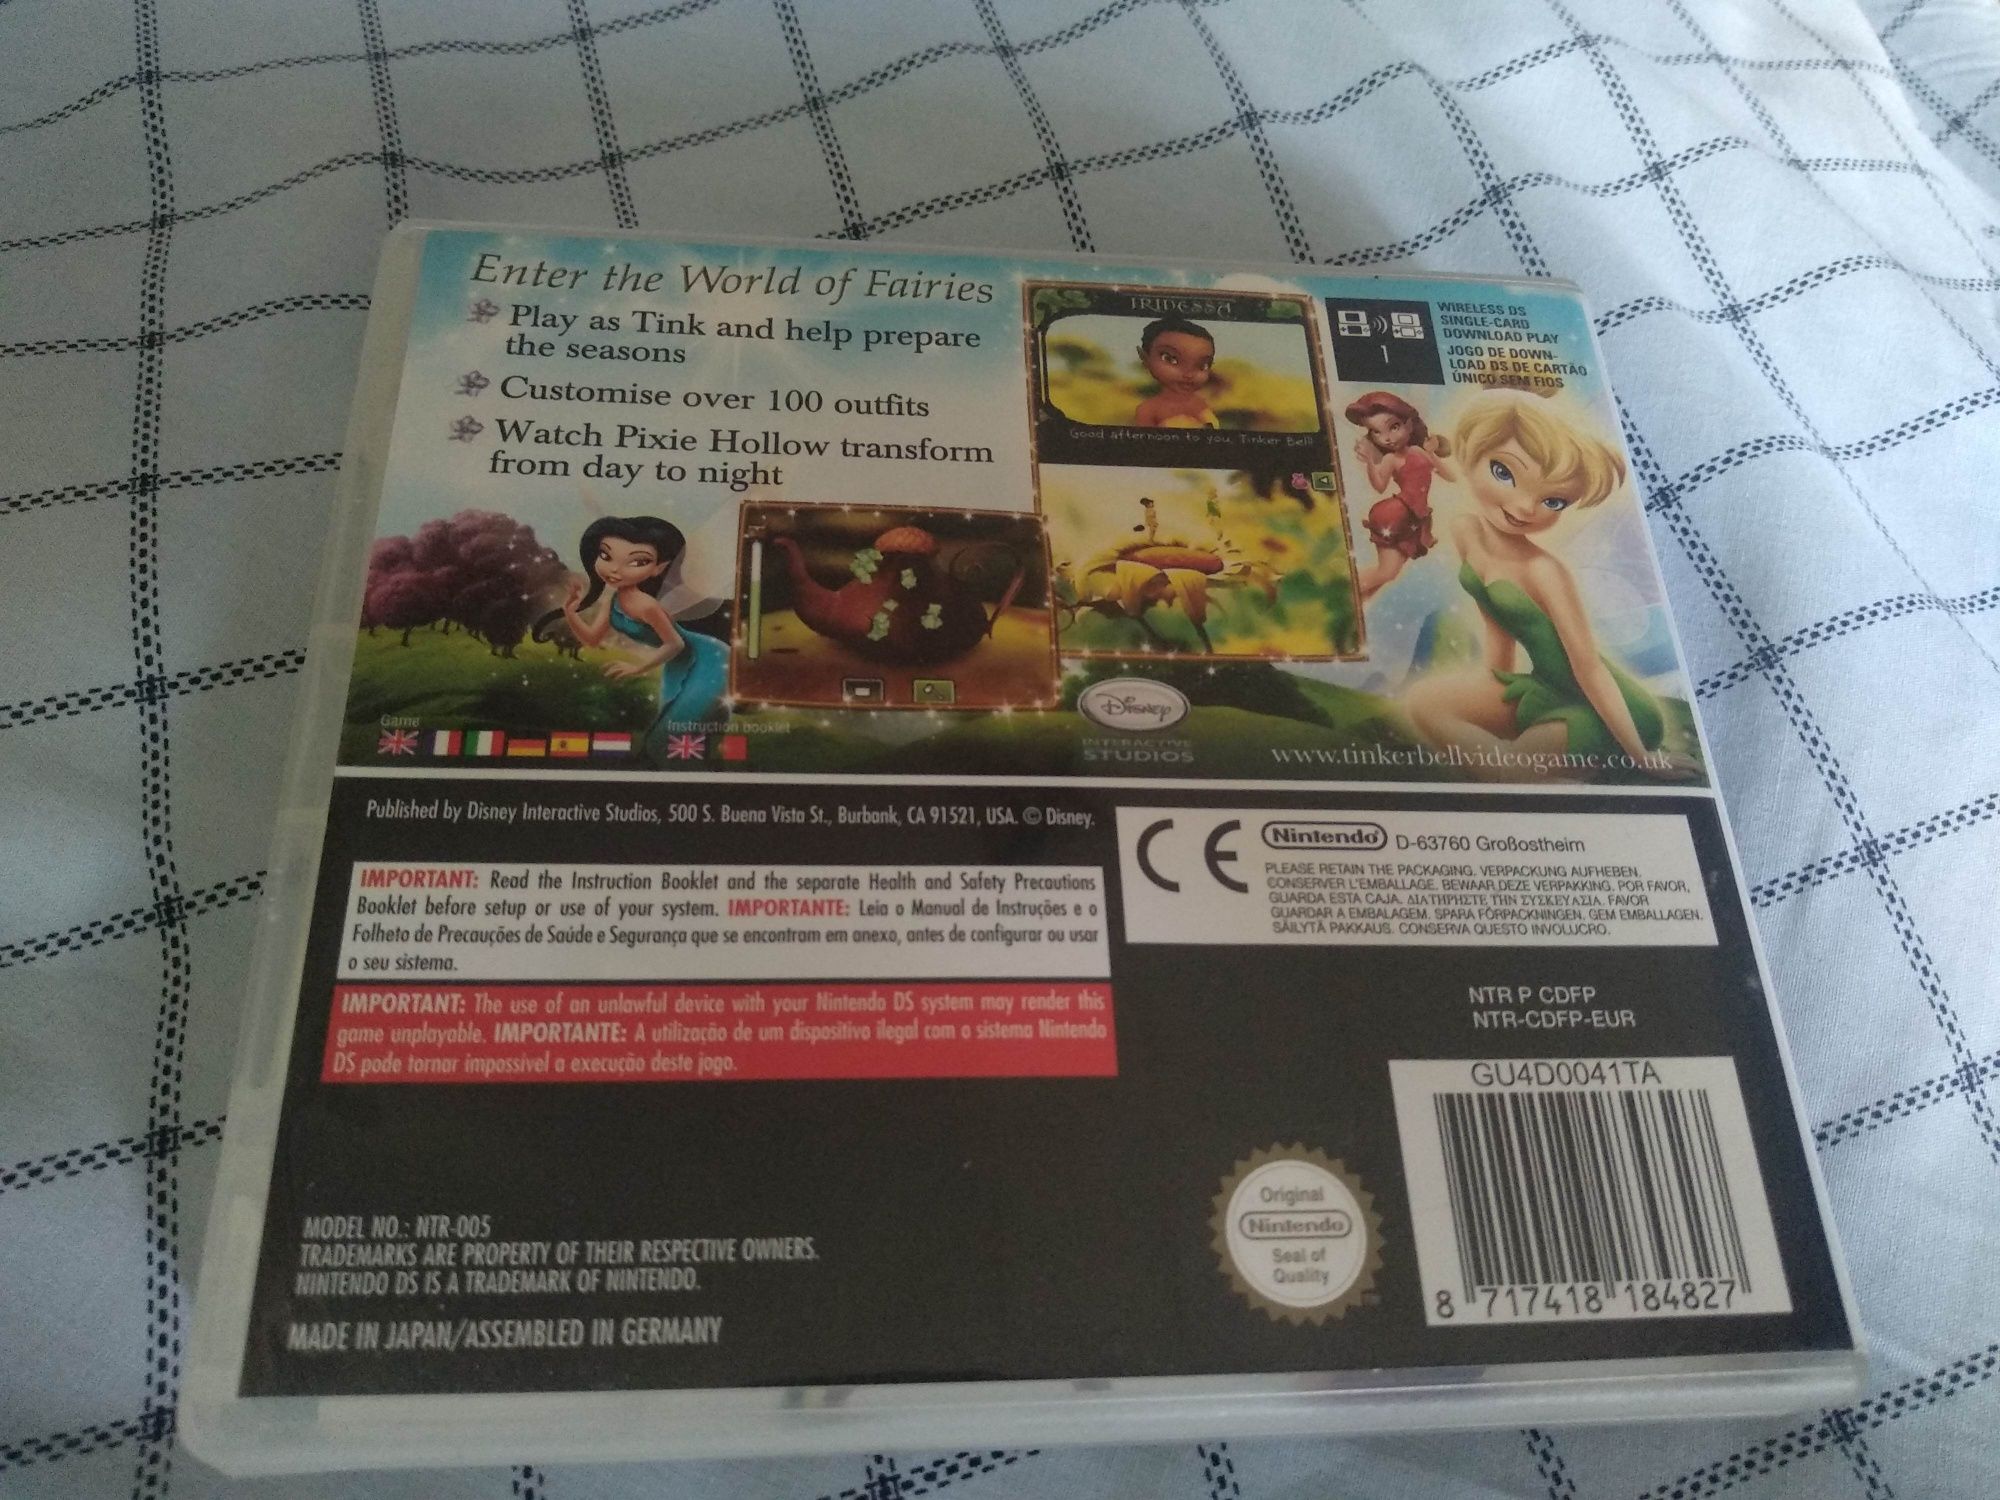 Enter the World of Fairies
Play as Tink and help prepare
the seasons
Customise over 100 outfits
Watch Pixie Hollow transform
from day to night
IRIDESSA
Good afternoon to you, Tinker Bell!
1
WIRELESS DS
SINGLE-CARD
DOWNLOAD PLAY
JOGO DE DOWN-
LOAD DS DE CARTÃO
ÚNICO SEM FIOS
Game
Instruction booklet
Disney
INTERACTIVE
STUDIOS
www.tinkerbellvideogame.co.uk
Published by Disney Interactive Studios, 500 S. Buena Vista St., Burbank, CA 91521, USA. © Disney.
IMPORTANT: Read the Instruction Booklet and the separate Health and Safety Precautions
Booklet before setup or use of your system. IMPORTANTE: Leia o Manual de Instruções e o
Folheto de Precauções de Saúde e Segurança que se encontram em anexo, antes de configurar ou usar
o seu sistema.
IMPORTANT: The use of an unlawful device with your Nintendo DS system may render this
game unplayable. IMPORTANTE: A utilização de um dispositivo ilegal com o sistema Nintendo
DS pode tornar impossível a execução deste jogo.
CE
Nintendo D-63760 Großostheim
PLEASE RETAIN THE PACKAGING. VERPACKUNG AUFHEBEN.
CONSERVER L'EMBALLAGE. BEWAAR DEZE VERPAKKING. POR FAVOR,
GUARDA ESTA CAJA. ΔΙΑΤΗΡΗΣΤΕ ΤΗΝ ΣΥΣΚΕΥΑΣΙΑ. FAVOR
GUARDAR A EMBALAGEM. SPARA FÖRPACKNINGEN. GEM EMBALLAGEN.
SÄILYTÄ PAKKAUS. CONSERVA QUESTO INVOLUCRO.
NTR P CDFP
NTR-CDFP-EUR
GU4D0041TA
8 717418 184827
Original
Nintendo
Seal of
Quality
MODEL NO.: NTR-005
TRADEMARKS ARE PROPERTY OF THEIR RESPECTIVE OWNERS.
NINTENDO DS IS A TRADEMARK OF NINTENDO.
MADE IN JAPAN/ASSEMBLED IN GERMANY